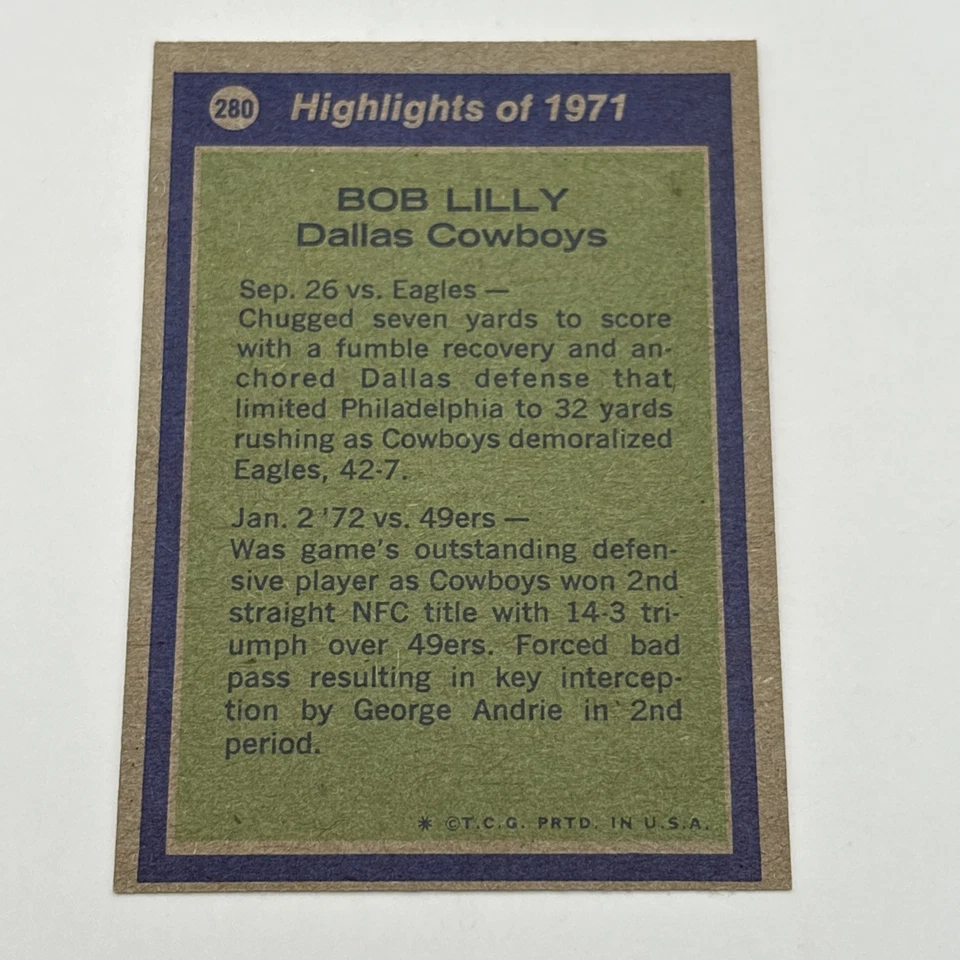 280 Highlights of 1971
BOB LILLY
Dallas Cowboys
Sep. 26 vs. Eagles —
Chugged seven yards to score
with a fumble recovery and an-
chored Dallas defense that
limited Philadelphia to 32 yards
rushing as Cowboys demoralized
Eagles, 42-7.
Jan. 2 '72 vs. 49ers —
Was game's outstanding defen-
sive player as Cowboys won 2nd
straight NFC title with 14-3 tri-
umph over 49ers. Forced bad
pass resulting in key intercep-
tion by George Andrie in 2nd
period.
* ©T.C.G. PRTD. IN U.S.A.